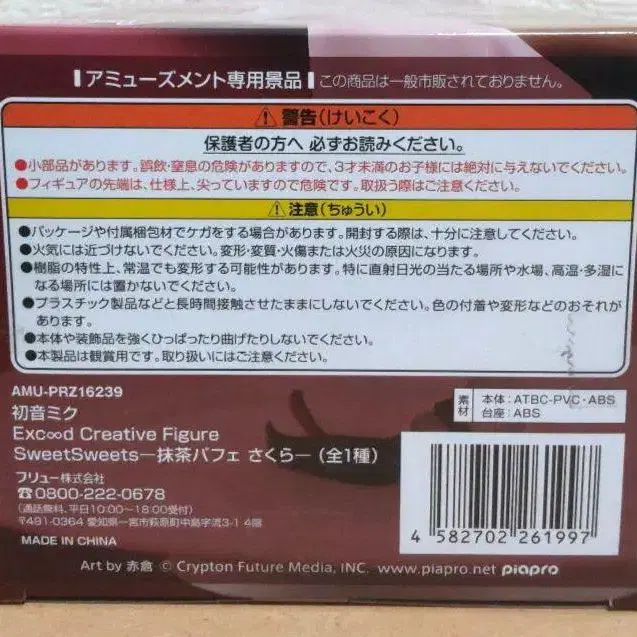 アミューズメント専用景品 この商品は一般市販されておりません。
警告(けいこく)
保護者の方へ 必ずお読みください。
●小部品があります。誤飲・窒息の危険がありますので、3才未満のお子様には絶対に与えないでください。
●フィギュアの先端は、仕様上、尖っていますので危険です。取扱う際はご注意ください。
注意(ちゅうい)
●パッケージや付属梱包材でケガをする場合があります。開封する際は、十分に注意してください。
●火気には近づけないでください。変形・変質・火傷または火災の原因になります。
●樹脂の特性上、常温でも変形する可能性があります。特に直射日光の当たる場所や水場、高温・多湿に
なる場所には置かないでください。
●プラスチック製品などと長時間接触させたままにしないでください。色の付着や変形などのおそれが
あります。
●本体や装飾品を強くひっぱったり曲げたりしないでください。
●本製品は観賞用です。取り扱いにはご注意ください。
AMU-PRZ16239
初音ミク
Exc∞d Creative Figure
SweetSweets—抹茶パフェ さくら—(全1種)
フリュー株式会社
☎0800-222-0678
(通話無料、平日10:00〜18:00受付)
〒491-0364 愛知県一宮市萩原町中島字流3-1 4階
MADE IN CHINA
素材
本体:ATBC-PVC・ABS
台座:ABS
4 582702 261997
Art by 赤倉 © Crypton Future Media, INC. www.piapro.net piapro